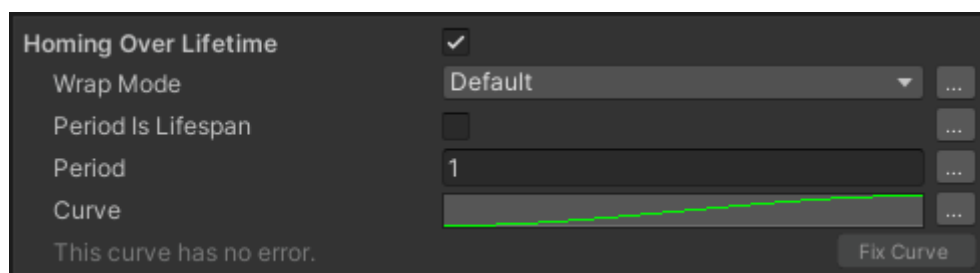 Homing Over Lifetime
Wrap Mode Default ...
Period Is Lifespan ...
Period 1 ...
Curve ...
This curve has no error. Fix Curve